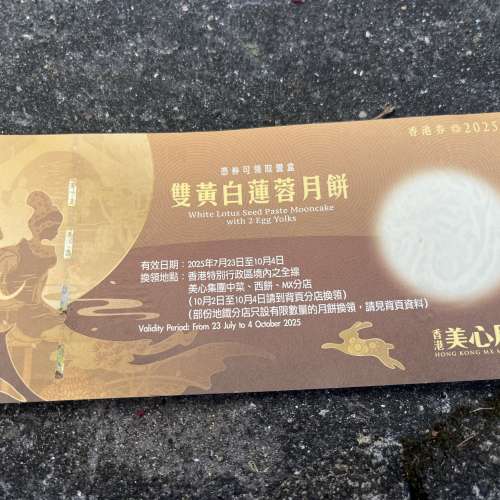 香港券 2025
憑券可領取壹盒
雙黃白蓮蓉月餅
White Lotus Seed Paste Mooncake
with 2 Egg Yolks
有效日期：2025年7月23日至10月4日
換領地點：香港特別行政區境內之全線
美心集團中菜、西餅、MX分店
(10月2日至10月4日請到背頁分店換領)
(部份地鐵分店只設有限數量的月餅換領，請見背頁資料)
Validity Period: From 23 July to 4 October 2025
香港美心
HONG KONG MX